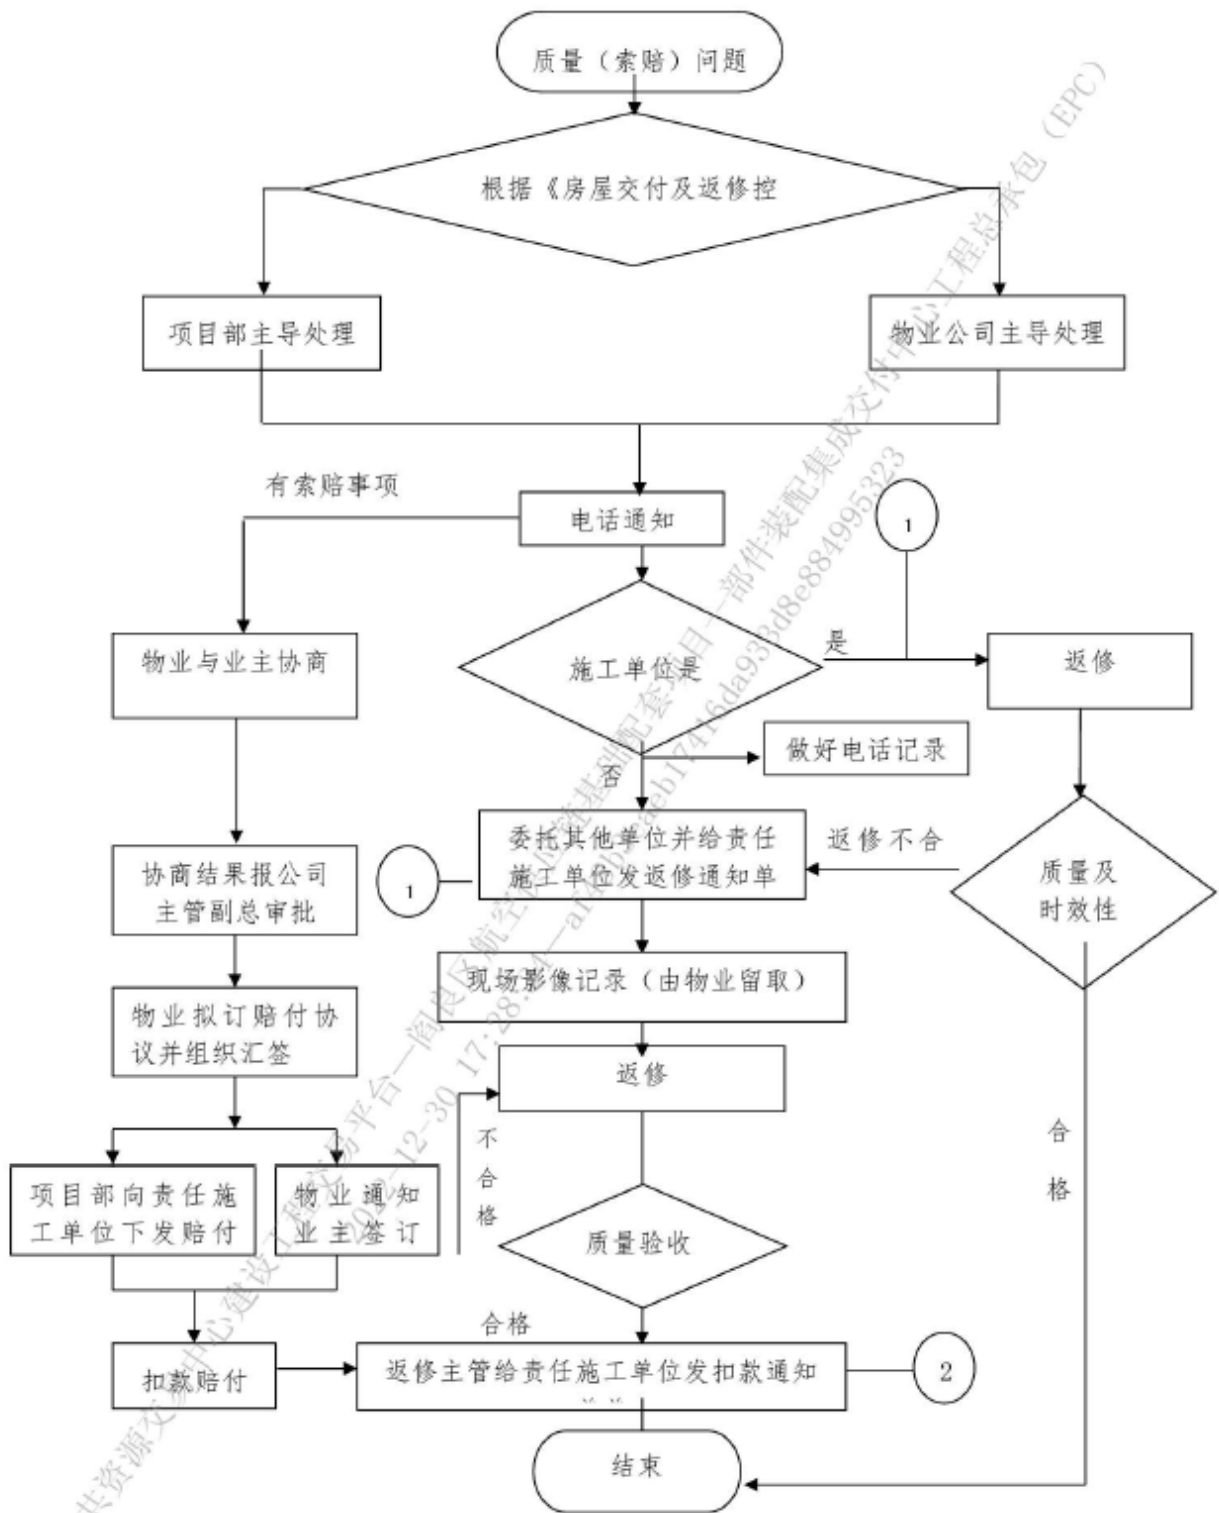 质量（索赔）问题
根据《房屋交付及返修控
项目部主导处理
物业公司主导处理
有索赔事项
电话通知
1
物业与业主协商
施工单位是
是
返修
做好电话记录
否
委托其他单位并给责任
施工单位发返修通知单
返修不合
1
协商结果报公司
主管副总审批
质量及
时效性
现场影像记录（由物业留取）
物业拟订赔付协
议并组织汇签
返修
不合格
合格
项目部向责任施
工单位下发赔付
物业通知
业主签订
质量验收
合格
扣款赔付
返修主管给责任施工单位发扣款通知
2
结束
2022-12-30 17:28:24